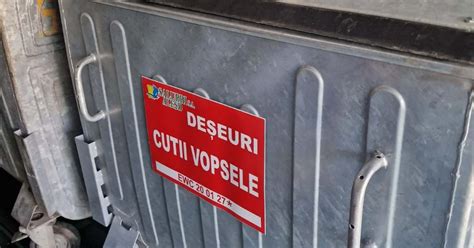 DEȘEURI
CUTII VOPSELE
EWC 20 01 27*